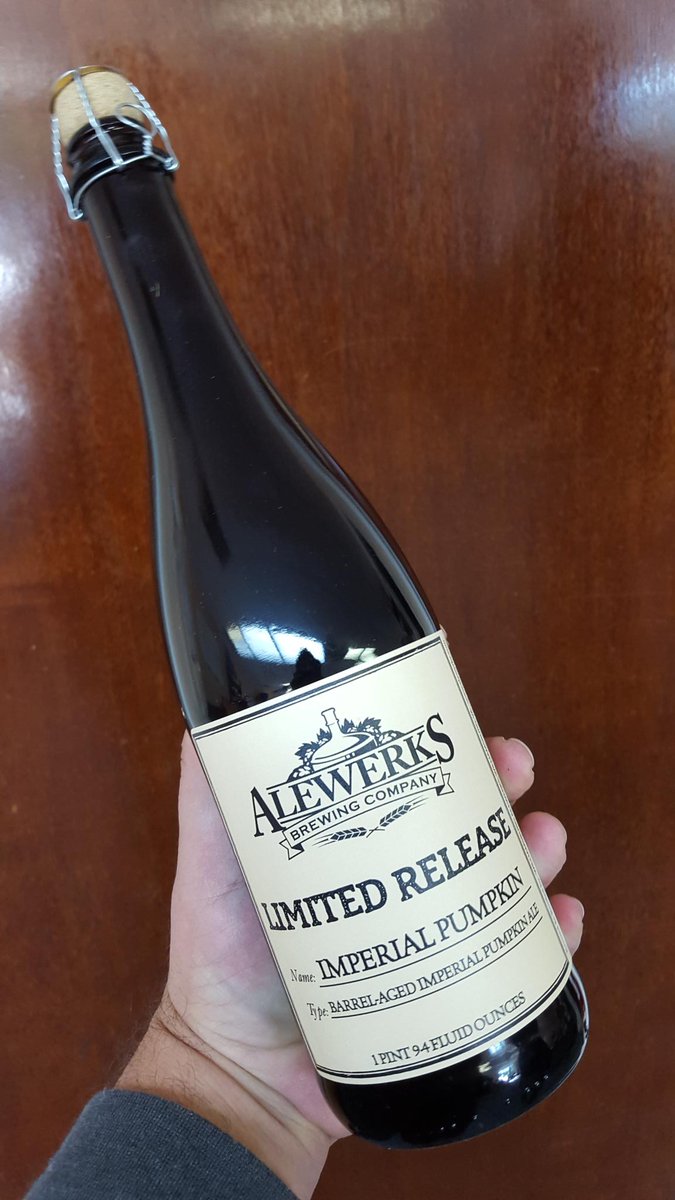 ALEWERKS
BREWING COMPANY
LIMITED RELEASE
Name: IMPERIAL PUMPKIN
Type: BARREL-AGED IMPERIAL PUMPKIN ALE
1 PINT 9.4 FLUID OUNCES